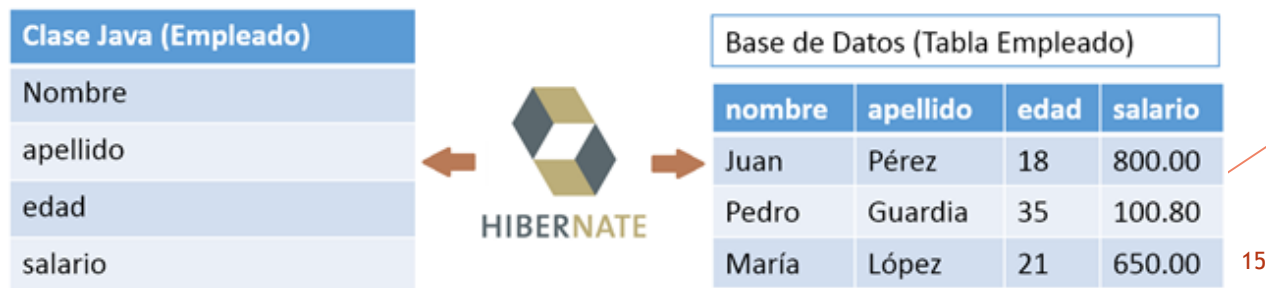 Clase Java (Empleado)
Nombre
apellido
edad
salario
HIBERNATE
Base de Datos (Tabla Empleado)
nombre apellido edad salario
Juan Pérez 18 800.00
Pedro Guardia 35 100.80
María López 21 650.00
15